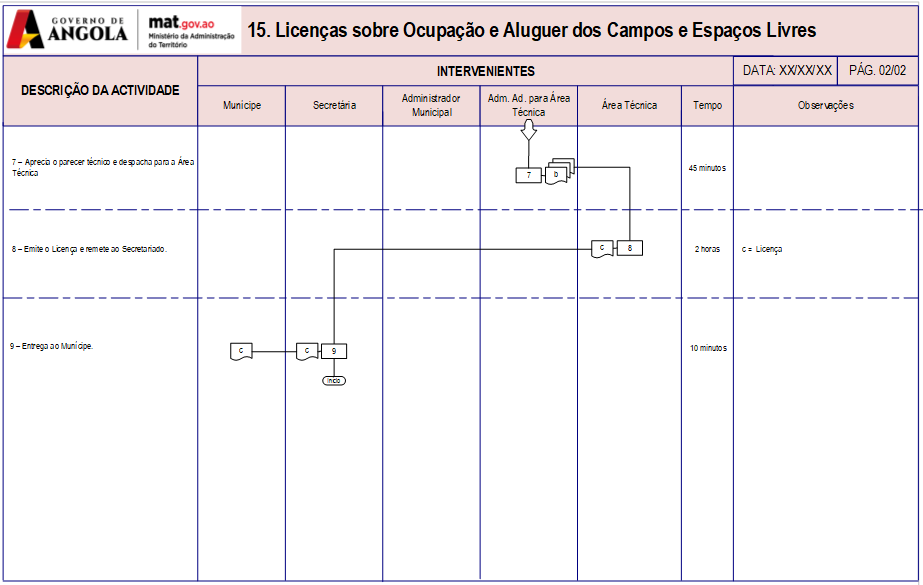 GOVERNO DE
ANGOLA
mat.gov.ao
Ministério da Administração
do Território
15. Licenças sobre Ocupação e Aluguer dos Campos e Espaços Livres
DESCRIÇÃO DA ACTIVIDADE
INTERVENIENTES
DATA: XX/XX/XX
PÁG. 02/02
Munícipe
Secretária
Administrador
Municipal
Adm. Ad. para Área
Técnica
Área Técnica
Tempo
Observações
7 – Aprecia o parecer técnico e despacha para a Área
Técnica
7
b
45 minutos
8 – Emite o Licença e remete ao Secretariado.
c
8
2 horas
c = Licença
9 – Entrega ao Munícipe.
c
c
9
10 minutos
Inicio